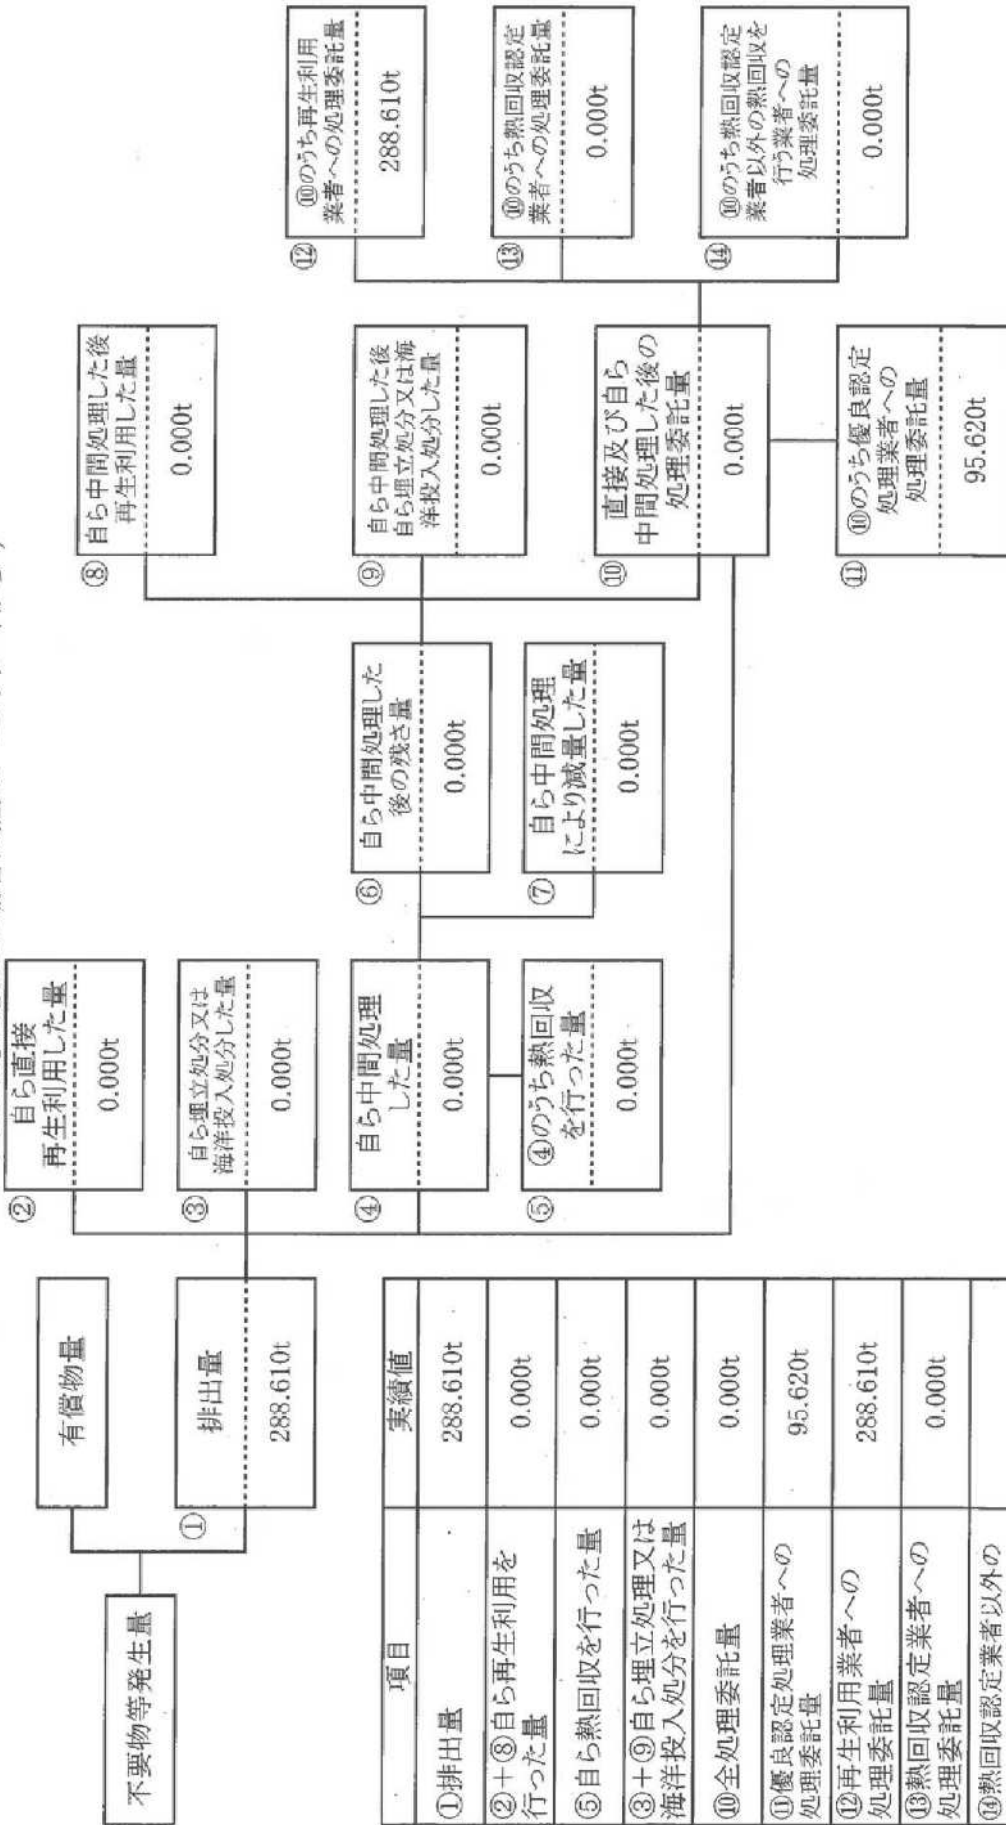 不要物等発生量
有償物量
①
排出量
288.610t
②
自ら直接
再生利用した量
0.000t
③
自ら埋立処分又は
海洋投入処分した量
0.000t
④
自ら中間処理
した量
0.000t
⑤
④のうち熱回収
を行った量
0.000t
⑥
自ら中間処理した
後の残さ量
0.000t
⑦
自ら中間処理
により減量した量
0.000t
⑧
自ら中間処理した後
再生利用した量
0.000t
⑨
自ら中間処理した後
自ら埋立処分又は海
洋投入処分した量
0.000t
⑩
直接及び自ら
中間処理した後の
処理委託量
0.000t
⑪
⑩のうち優良認定
処理業者への
処理委託量
95.620t
⑫
⑩のうち再生利用
業者への処理委託量
288.610t
⑬
⑩のうち熱回収認定
業者への処理委託量
0.000t
⑭
⑩のうち熱回収認定
業者以外の熱回収を
行う業者への
処理委託量
0.000t
項目 実績値
①排出量 288.610t
②+⑧自ら再生利用を
行った量 0.000t
⑤自ら熱回収を行った量 0.000t
③+⑨自ら埋立処理又は
海洋投入処分を行った量 0.000t
⑩全処理委託量 0.000t
⑪優良認定処理業者への
処理委託量 95.620t
⑫再生利用業者への
処理委託量 288.610t
⑬熱回収認定業者への
処理委託量 0.000t
⑭熱回収認定業者以外の